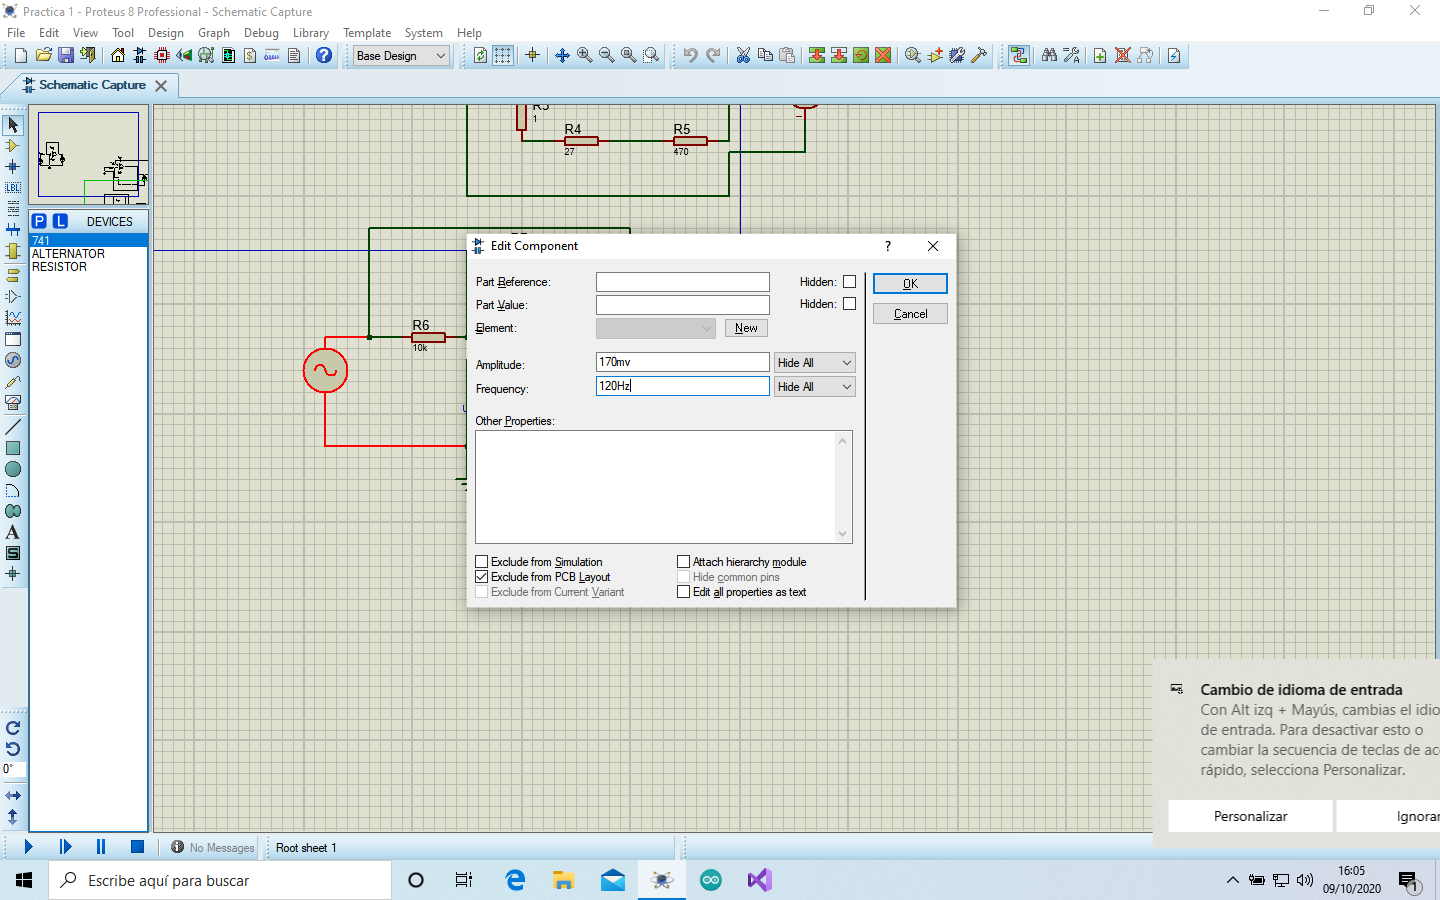 Practica 1 - Proteus 8 Professional - Schematic Capture
File Edit View Tool Design Graph Debug Library Template System Help
Base Design
Schematic Capture
R3
1
R4
27
R5
470
LBL
P L DEVICES
741
ALTERNATOR
RESISTOR
R6
10k
Edit Component
?
Part Reference:
Hidden:
OK
Part Value:
Hidden:
Cancel
Element:
New
Amplitude:
170mv
Hide All
Frequency:
120Hz
Hide All
Other Properties:
Exclude from Simulation
Attach hierarchy module
Exclude from PCB Layout
Hide common pins
Exclude from Current Variant
Edit all properties as text
A
S
0°
Cambio de idioma de entrada
Con Alt izq + Mayús, cambias el idio
de entrada. Para desactivar esto o
cambiar la secuencia de teclas de acc
rápido, selecciona Personalizar.
Personalizar
Ignorar
No Messages
Root sheet 1
Escribe aquí para buscar
16:05
09/10/2020
1